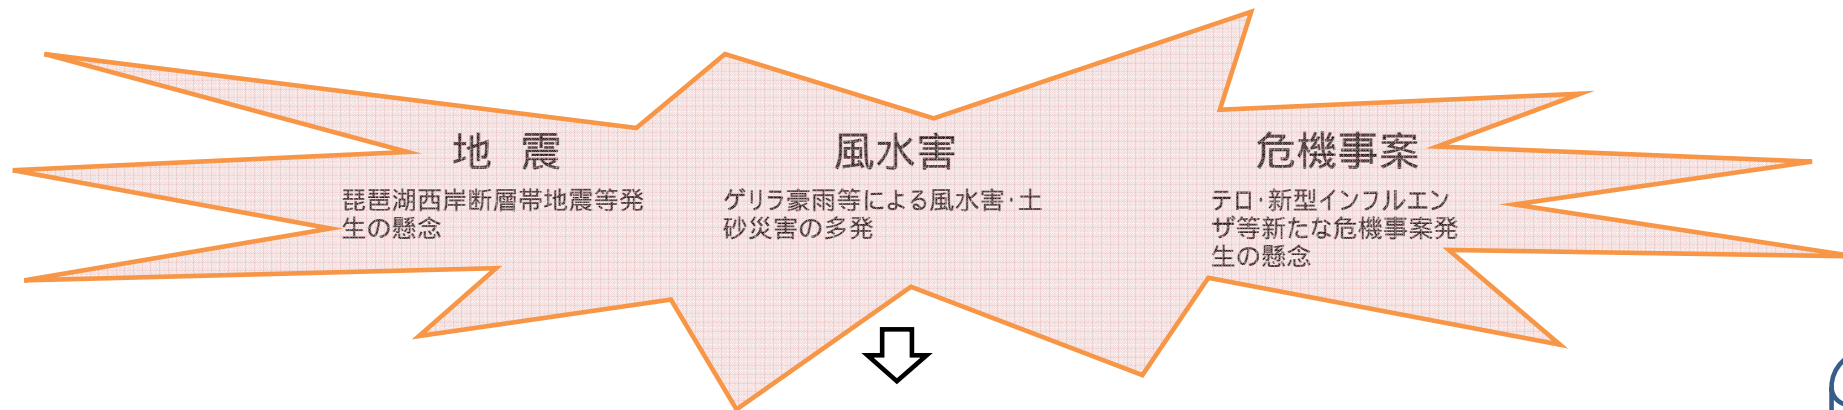 地 震
琵琶湖西岸断層帯地震等発
生の懸念
風水害
ゲリラ豪雨等による風水害・土
砂災害の多発
危機事案
テロ・新型インフルエン
ザ等新たな危機事案発
生の懸念